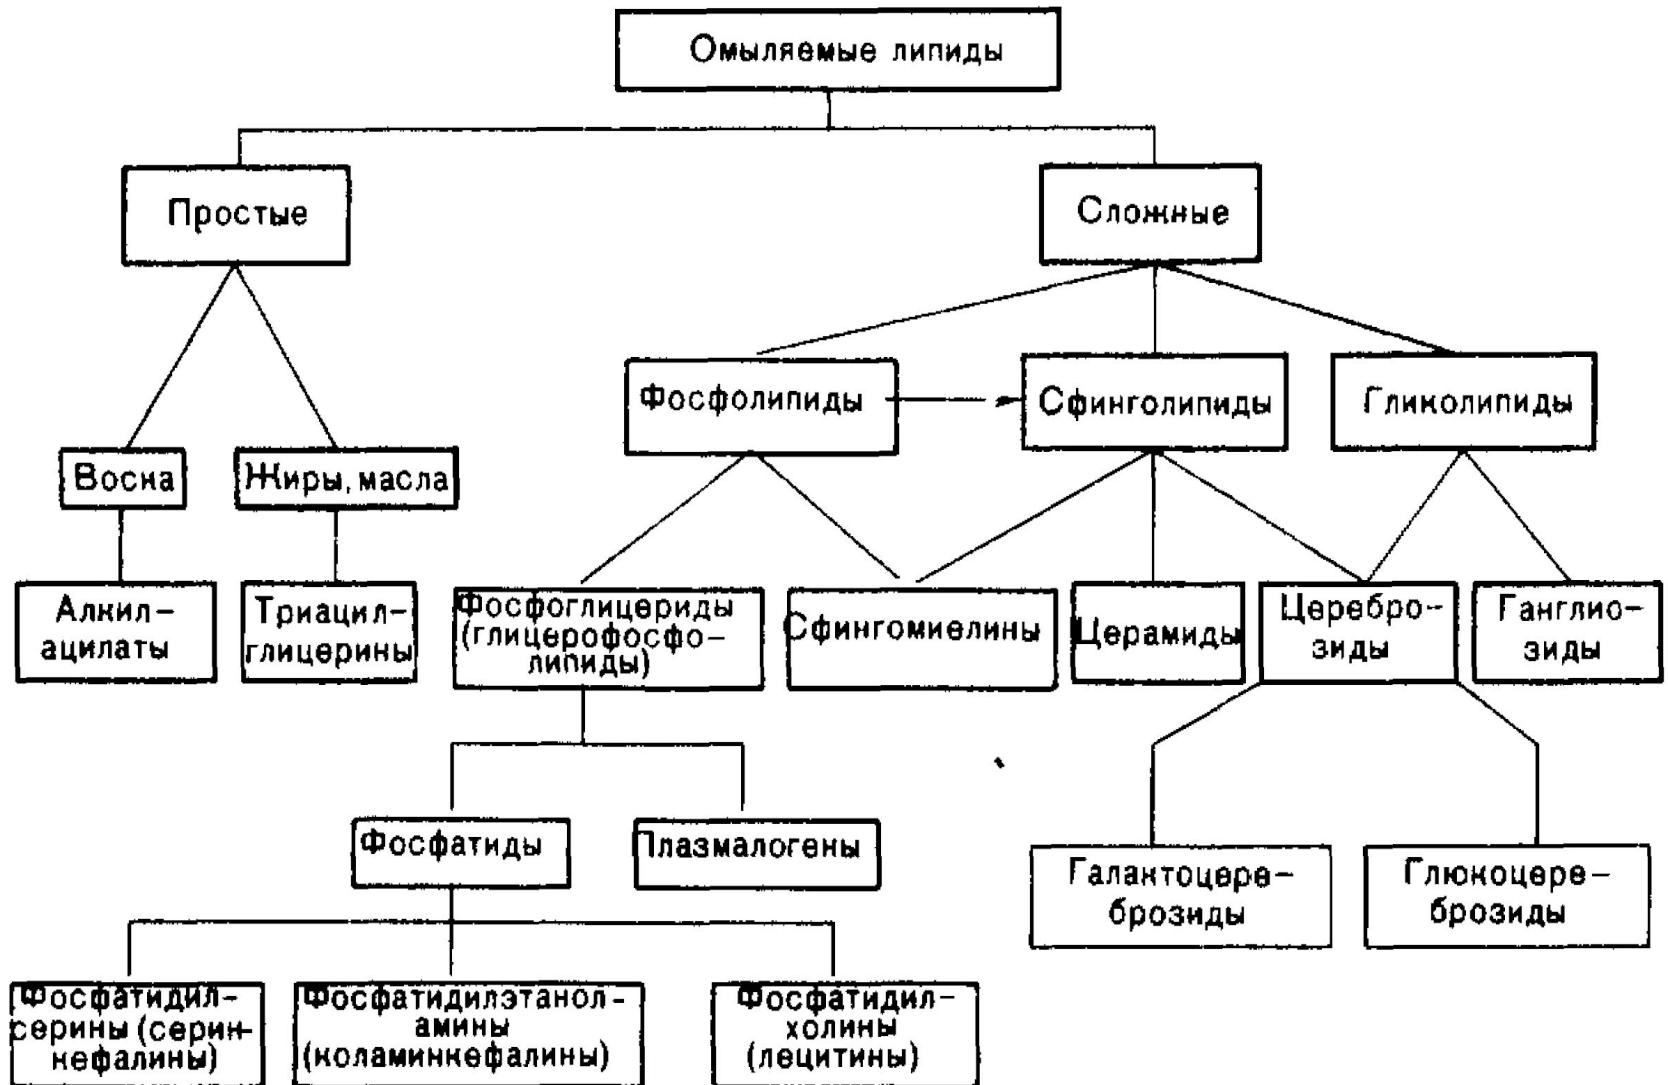 Омыляемые липиды
Простые
Сложные
Фосфолипиды
Сфинголипиды
Гликолипиды
Воска
Жиры, масла
Алкил-
ацилаты
Триацил-
глицерины
Фосфоглицериды
(глицерофосфо-
липиды)
Сфингомиелины
Церамиды
Церебро-
зиды
Ганглио-
зиды
Фосфатиды
Плазмалогены
Галактоцере-
брозиды
Глюкоцере-
брозиды
Фосфатидил-
серины (серин-
кефалины)
Фосфатидилэтанол-
амины
(коламинкефалины)
Фосфатидил-
холины
(лецитины)